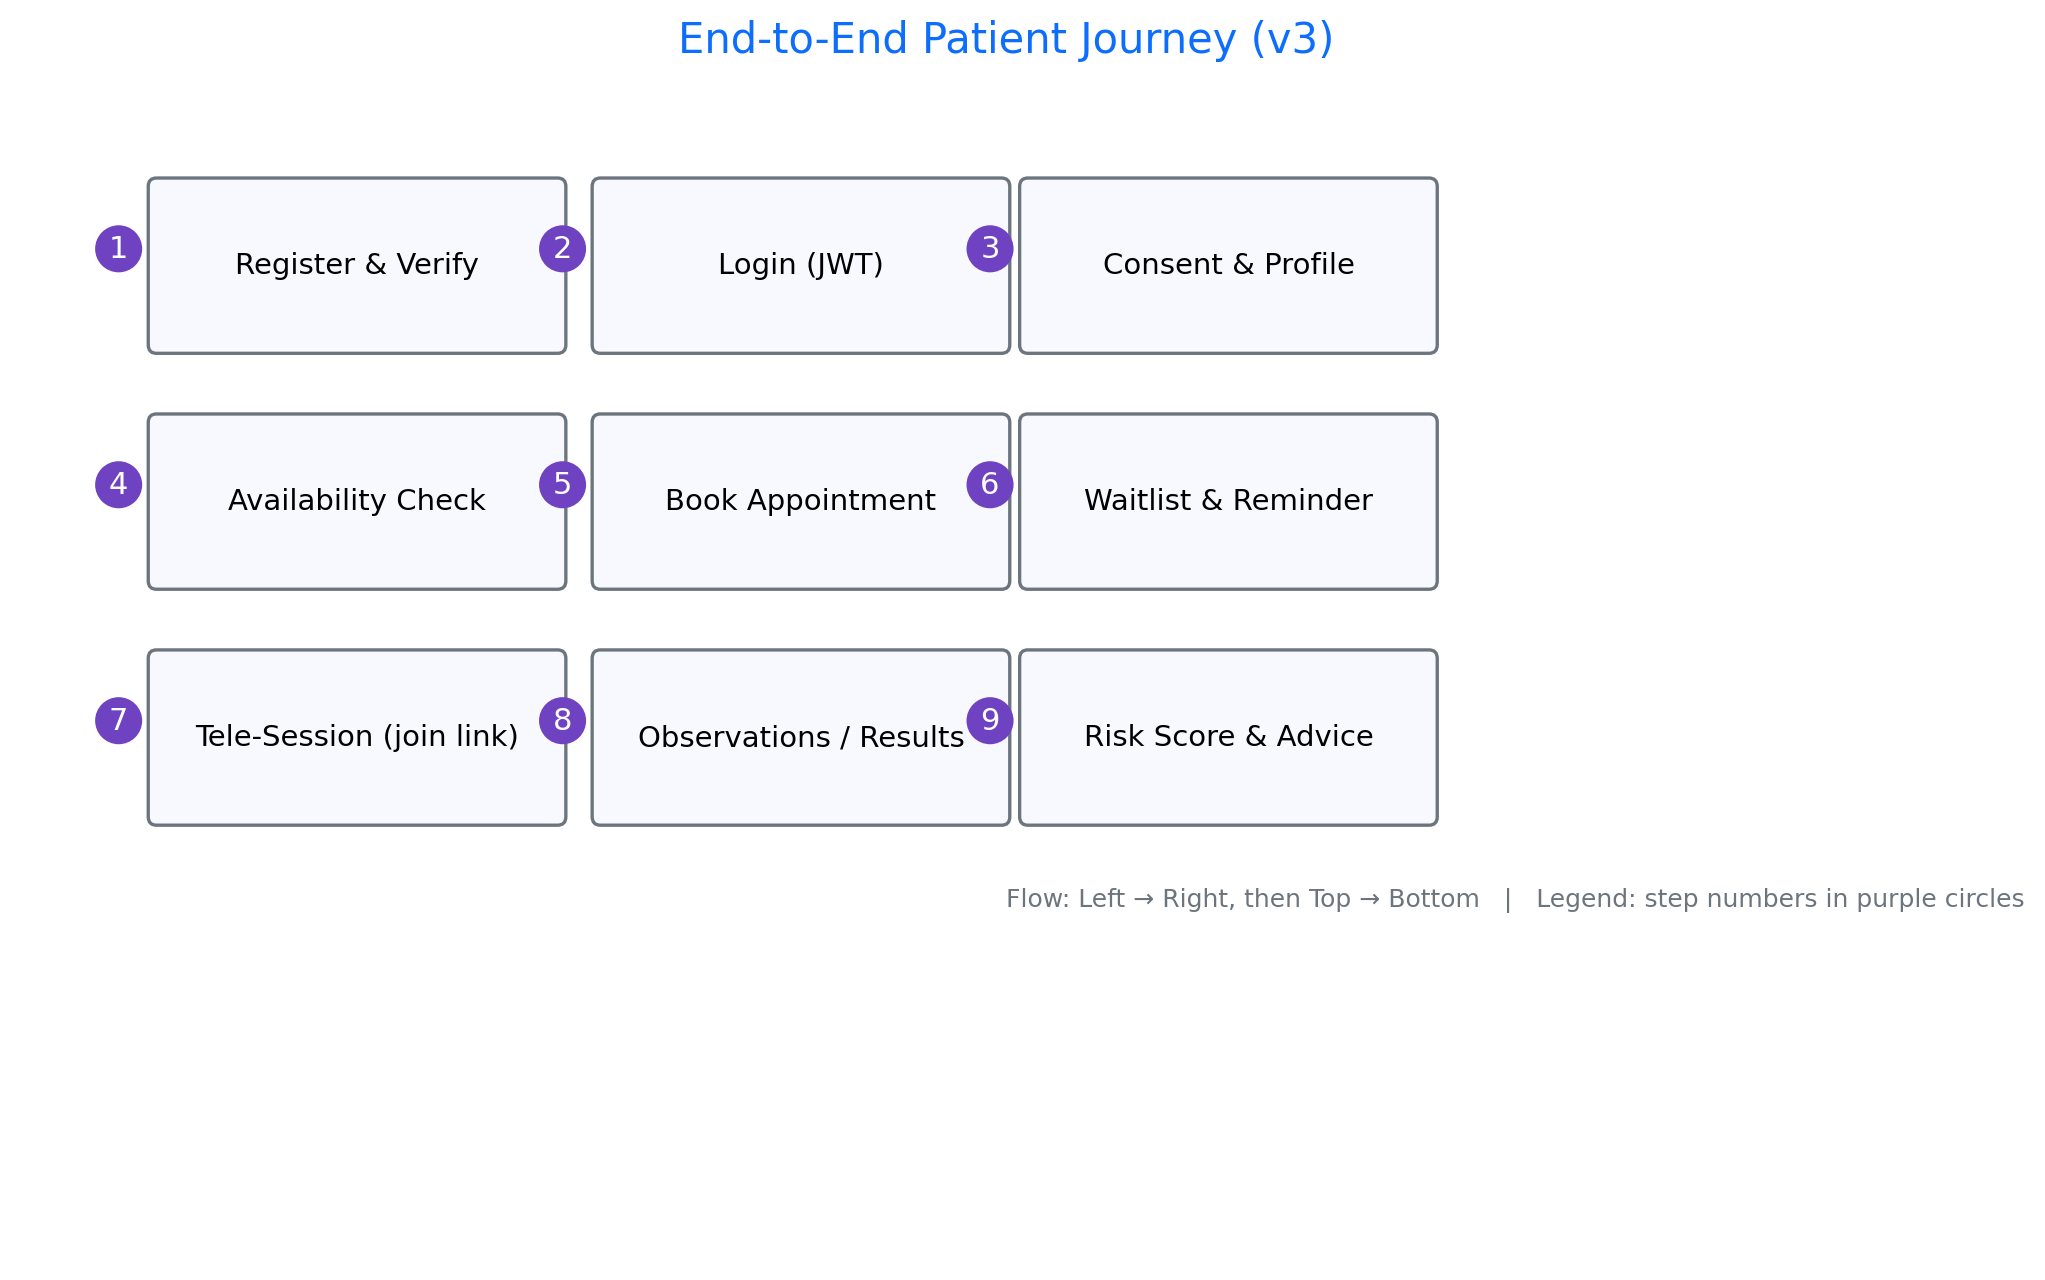 End-to-End Patient Journey (v3)
1
Register & Verify
2
Login (JWT)
3
Consent & Profile
4
Availability Check
5
Book Appointment
6
Waitlist & Reminder
7
Tele-Session (join link)
8
Observations / Results
9
Risk Score & Advice
Flow: Left → Right, then Top → Bottom | Legend: step numbers in purple circles